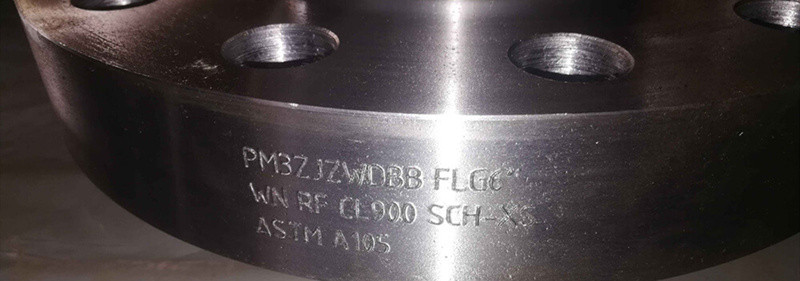 PM3ZJZWDBB FLG6"
WN RF CL900 SCH-XS
ASTM A105